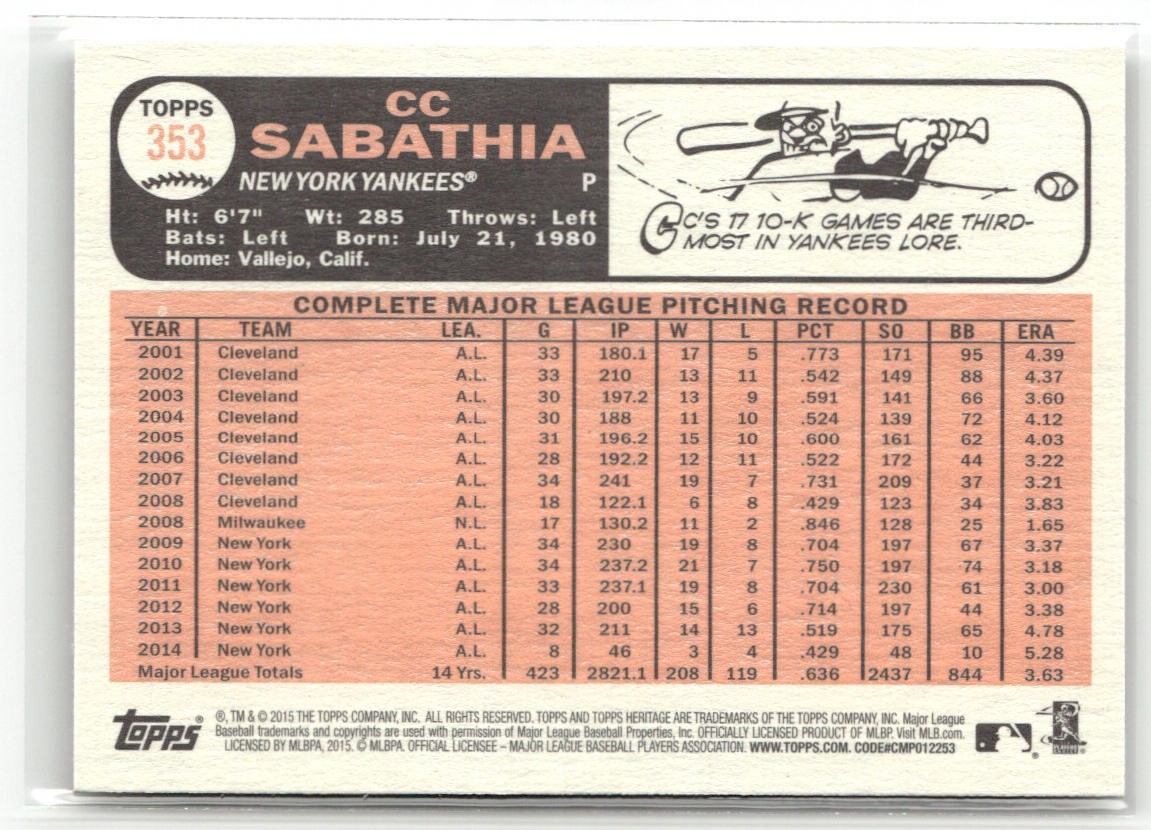 TOPPS
353
CC
SABATHIA
NEW YORK YANKEES® P
Ht: 6'7" Wt: 285 Throws: Left
Bats: Left Born: July 21, 1980
Home: Vallejo, Calif.
CC'S 17 10-K GAMES ARE THIRD-
MOST IN YANKEES LORE.
COMPLETE MAJOR LEAGUE PITCHING RECORD
YEAR TEAM LEA. G IP W L PCT SO BB ERA
2001 Cleveland A.L. 33 180.1 17 5 .773 171 95 4.39
2002 Cleveland A.L. 33 210 13 11 .542 149 88 4.37
2003 Cleveland A.L. 30 197.2 13 9 .591 141 66 3.60
2004 Cleveland A.L. 30 188 11 10 .524 139 72 4.12
2005 Cleveland A.L. 31 196.2 15 10 .600 161 62 4.03
2006 Cleveland A.L. 28 192.2 12 11 .522 172 44 3.22
2007 Cleveland A.L. 34 241 19 7 .731 209 37 3.21
2008 Cleveland A.L. 18 122.1 6 8 .429 123 34 3.83
2008 Milwaukee N.L. 17 130.2 11 2 .846 128 25 1.65
2009 New York A.L. 34 230 19 8 .704 197 67 3.37
2010 New York A.L. 34 237.2 21 7 .750 197 74 3.18
2011 New York A.L. 33 237.1 19 8 .704 230 61 3.00
2012 New York A.L. 28 200 15 6 .714 197 44 3.38
2013 New York A.L. 32 211 14 13 .519 175 65 4.78
2014 New York A.L. 8 46 3 4 .429 48 10 5.28
Major League Totals 14 Yrs. 423 2821.1 208 119 .636 2437 844 3.63
Topps®
®, TM & © 2015 THE TOPPS COMPANY, INC. ALL RIGHTS RESERVED. TOPPS AND TOPPS HERITAGE ARE TRADEMARKS OF THE TOPPS COMPANY, INC. Major League
Baseball trademarks and copyrights are used with permission of Major League Baseball Properties, Inc. OFFICIALLY LICENSED PRODUCT OF MLBP. Visit MLB.com.
LICENSED BY MLBPA, 2015. © MLBPA. OFFICIAL LICENSEE – MAJOR LEAGUE BASEBALL PLAYERS ASSOCIATION. WWW.TOPPS.COM. CODE#CMP012253